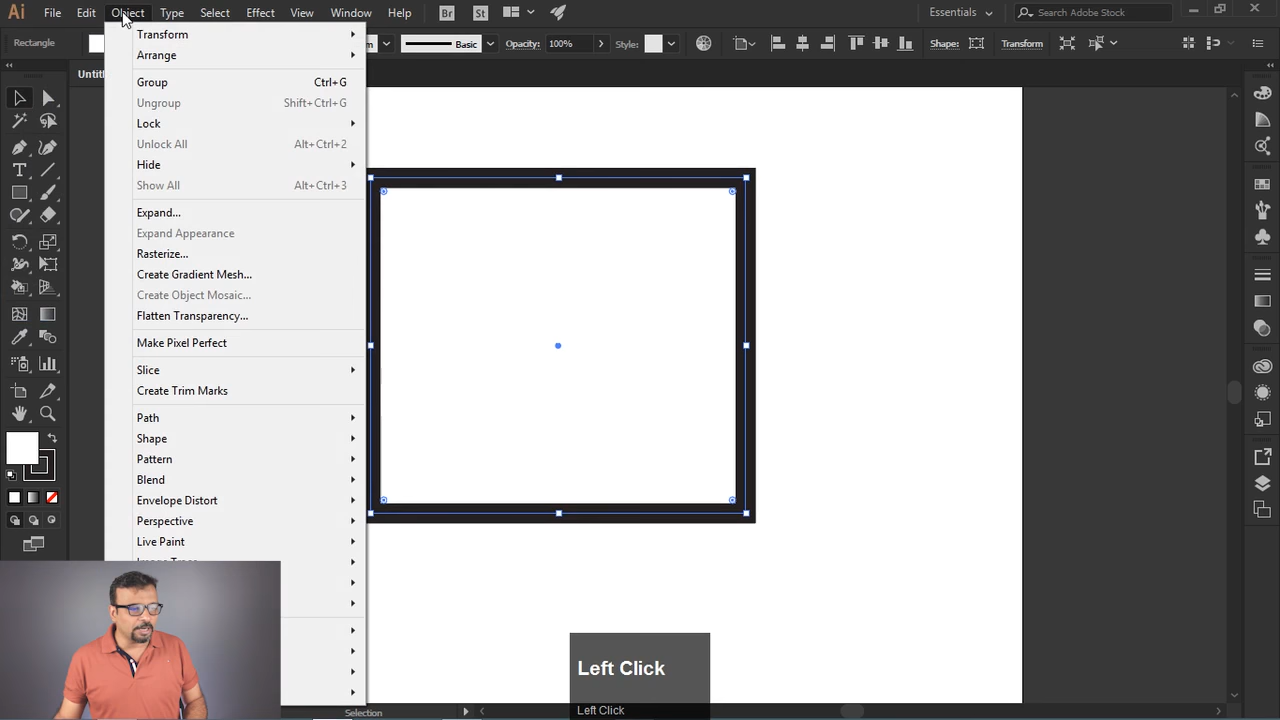 Ai File Edit Object Type Select Effect View Window Help Br St Essentials Search Adobe Stock
Rectangle Basic Opacity: 100% Style: Shape: Transform
Transform
Arrange
Group Ctrl+G
Ungroup Shift+Ctrl+G
Lock
Unlock All Alt+Ctrl+2
Hide
Show All Alt+Ctrl+3
Expand...
Expand Appearance
Rasterize...
Create Gradient Mesh...
Create Object Mosaic...
Flatten Transparency...
Make Pixel Perfect
Slice
Create Trim Marks
Path
Shape
Pattern
Blend
Envelope Distort
Perspective
Live Paint
Left Click
Left Click
Selection